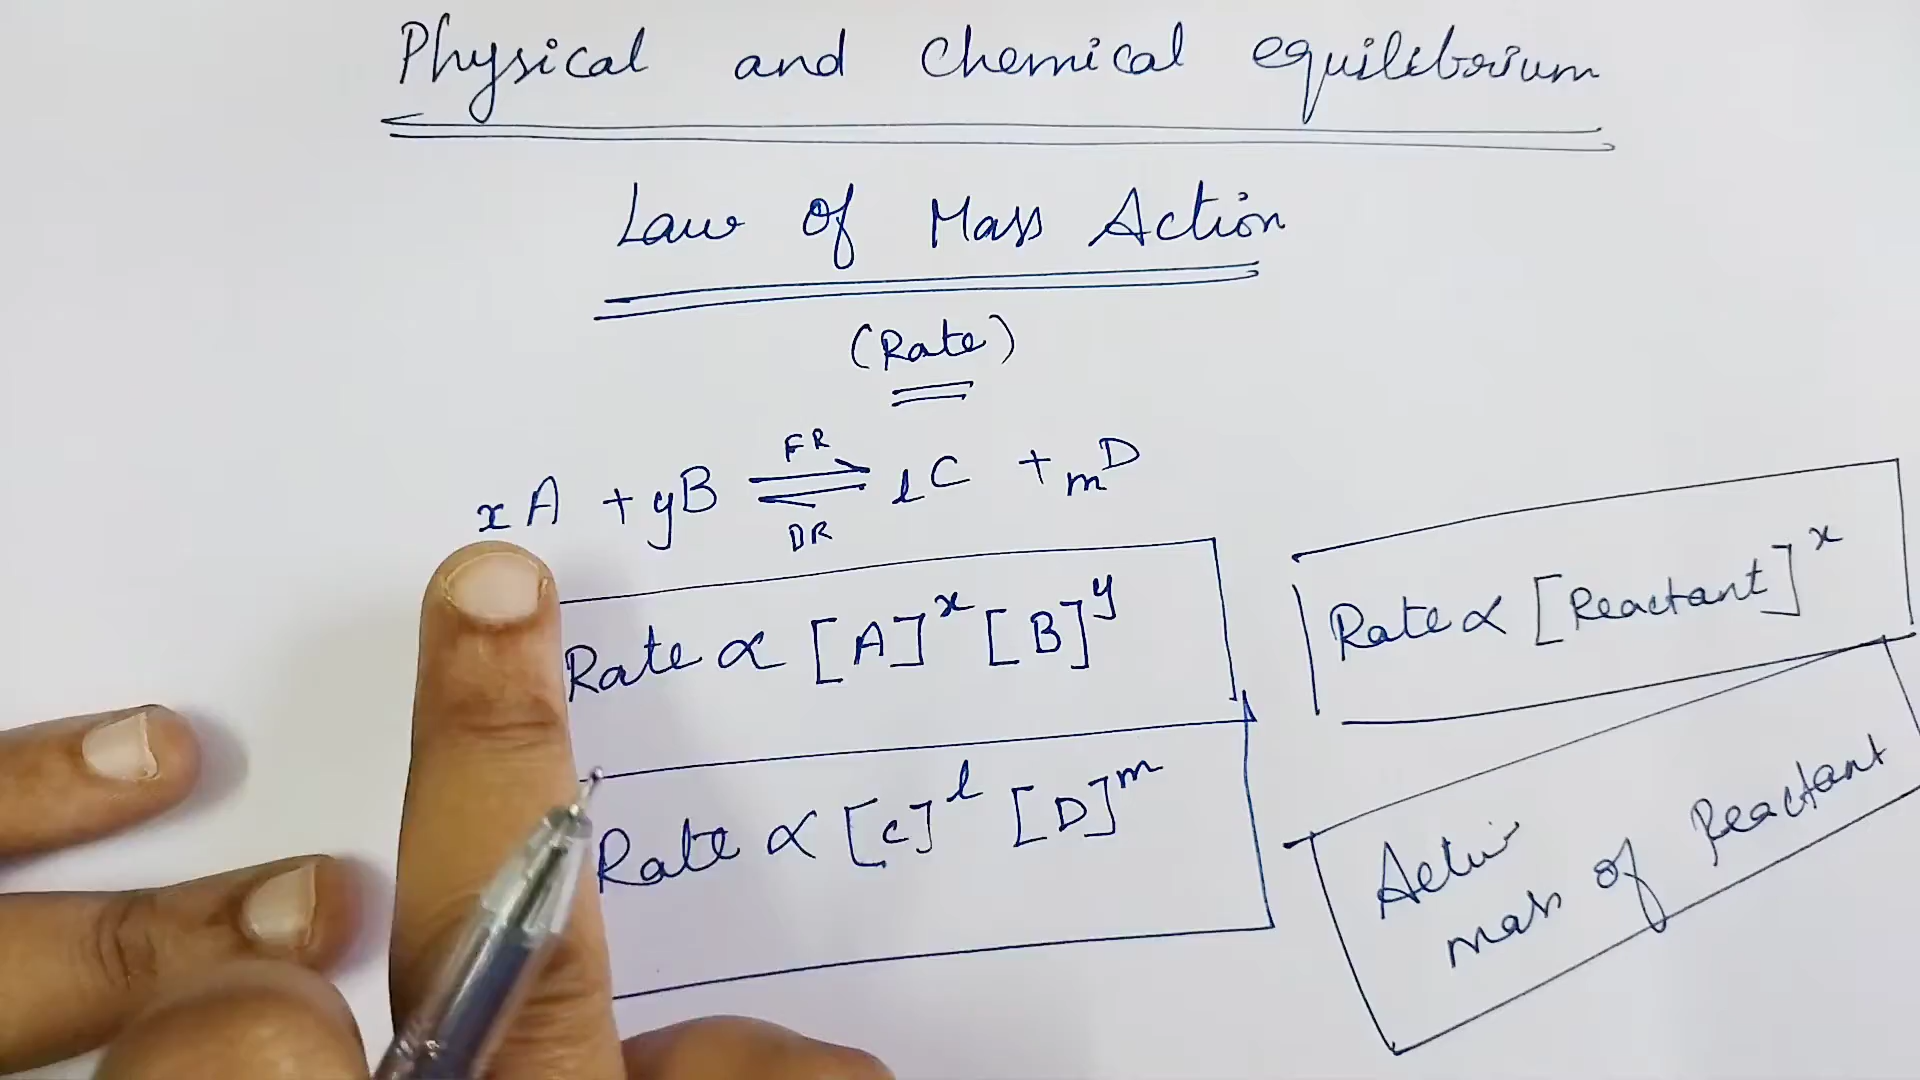 Physical and Chemical equilibrium
Law of Mass Action
(Rate)
FR
xA + yB ⇌ lC + mD
BR
Rate ∝ [A]^x [B]^y
Rate ∝ [C]^l [D]^m
Rate ∝ [Reactant]^x
mass of Reactant